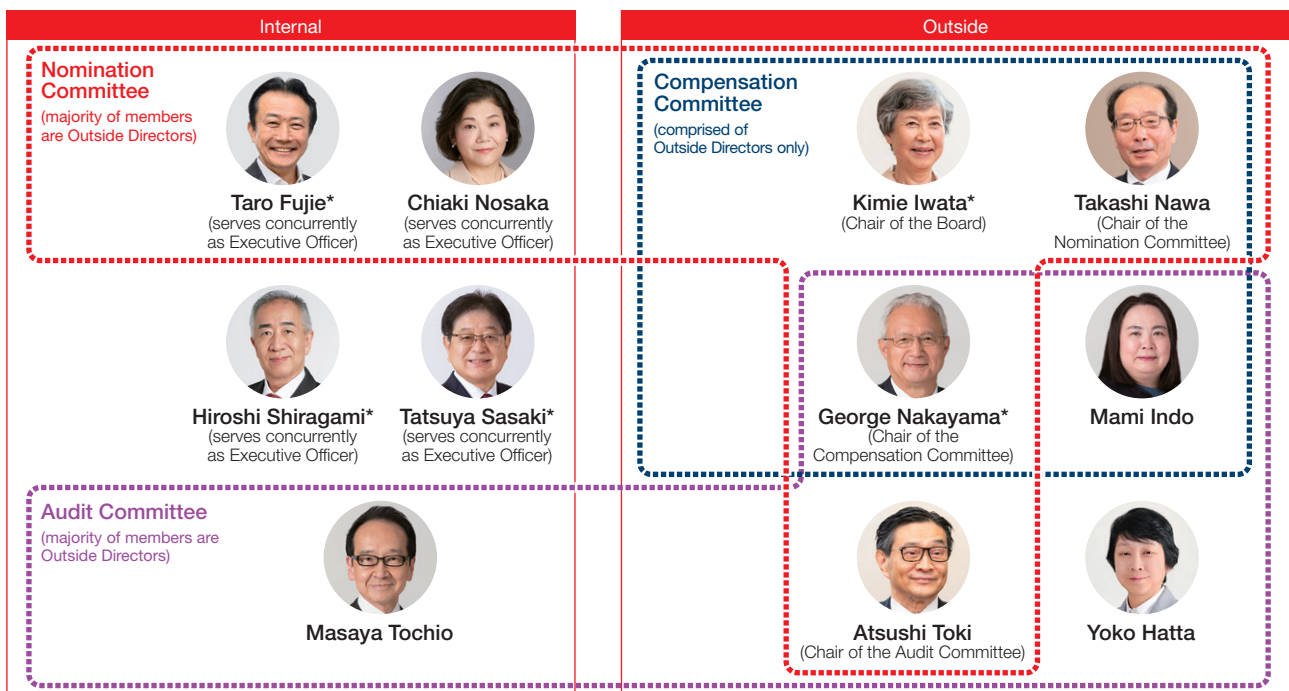 Internal
Outside
Nomination
Committee
(majority of members
are Outside Directors)
Taro Fujie*
(serves concurrently
as Executive Officer)
Chiaki Nosaka
(serves concurrently
as Executive Officer)
Compensation
Committee
(comprised of
Outside Directors only)
Kimie Iwata*
(Chair of the Board)
Takashi Nawa
(Chair of the
Nomination Committee)
Hiroshi Shiragami*
(serves concurrently
as Executive Officer)
Tatsuya Sasaki*
(serves concurrently
as Executive Officer)
George Nakayama*
(Chair of the
Compensation Committee)
Mami Indo
Audit Committee
(majority of members are
Outside Directors)
Masaya Tochio
Atsushi Toki
(Chair of the Audit Committee)
Yoko Hatta